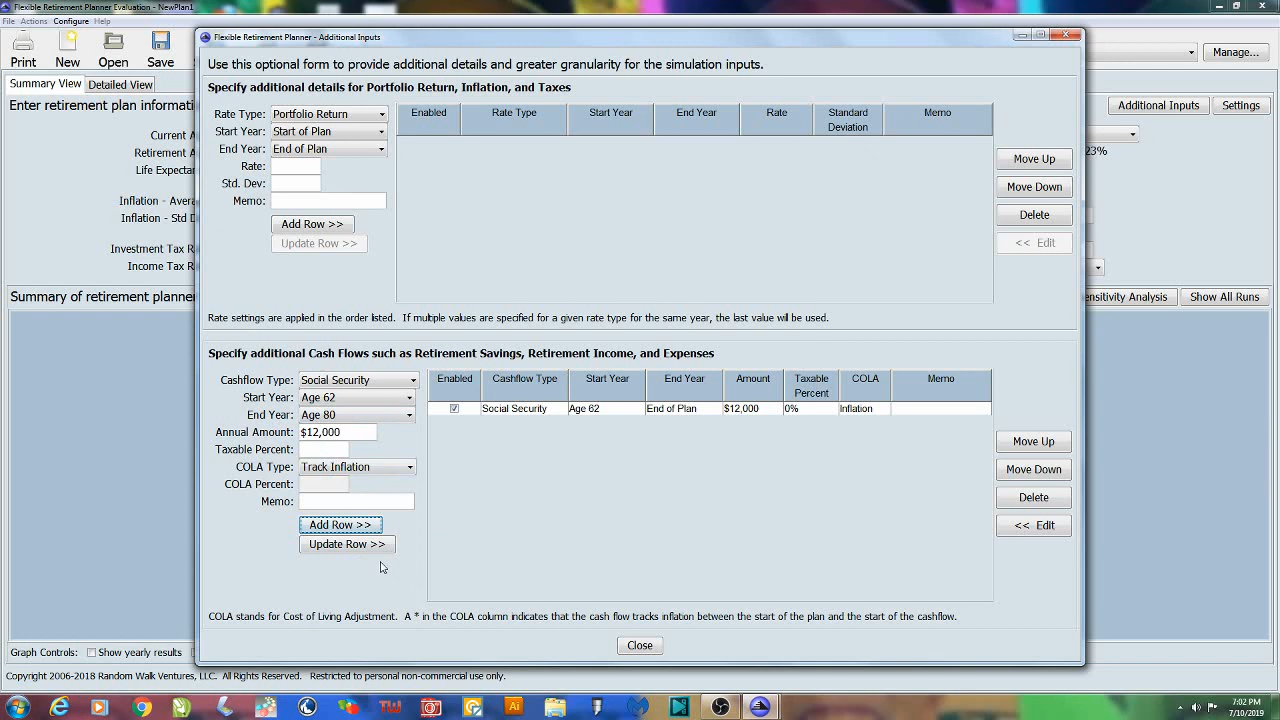 Flexible Retirement Planner Evaluation - NewPlan1
File Actions Configure Help
Print New Open Save
Manage...
Summary View Detailed View
Enter retirement plan informati
Additional Inputs Settings
Current A
Retirement A
23%
Life Expectan
Inflation - Avera
Inflation - Std D
Investment Tax R
Income Tax R
Summary of retirement planner
ensitivity Analysis Show All Runs
Flexible Retirement Planner - Additional Inputs
Use this optional form to provide additional details and greater granularity for the simulation inputs.
Specify additional details for Portfolio Return, Inflation, and Taxes
Rate Type: Portfolio Return
Start Year: Start of Plan
End Year: End of Plan
Rate:
Std. Dev:
Memo:
Add Row >>
Update Row >>
Enabled Rate Type Start Year End Year Rate Standard Deviation Memo
Move Up
Move Down
Delete
<< Edit
Rate settings are applied in the order listed. If multiple values are specified for a given rate type for the same year, the last value will be used.
Specify additional Cash Flows such as Retirement Savings, Retirement Income, and Expenses
Cashflow Type: Social Security
Start Year: Age 62
End Year: Age 80
Annual Amount: $12,000
Taxable Percent:
COLA Type: Track Inflation
COLA Percent:
Memo:
Add Row >>
Update Row >>
Enabled Cashflow Type Start Year End Year Amount Taxable Percent COLA Memo
Social Security Age 62 End of Plan $12,000 0% Inflation
Move Up
Move Down
Delete
<< Edit
COLA stands for Cost of Living Adjustment. A * in the COLA column indicates that the cash flow tracks inflation between the start of the plan and the start of the cashflow.
Close
Graph Controls: Show yearly results
Copyright 2006-2018 Random Walk Ventures, LLC. All Rights Reserved. Restricted to personal non-commercial use only.
TW
Ai
7:02 PM
7/10/2019